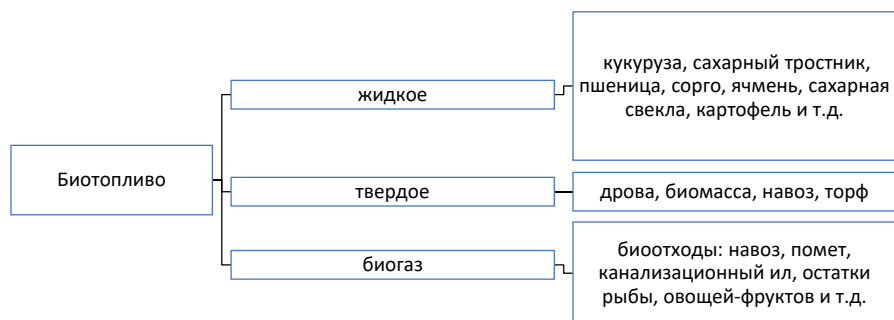 Биотопливо
жидкое
кукуруза, сахарный тростник,
пшеница, сорго, ячмень, сахарная
свекла, картофель и т.д.
твердое
дрова, биомасса, навоз, торф
биогаз
биоотходы: навоз, помет,
канализационный ил, остатки
рыбы, овощей-фруктов и т.д.